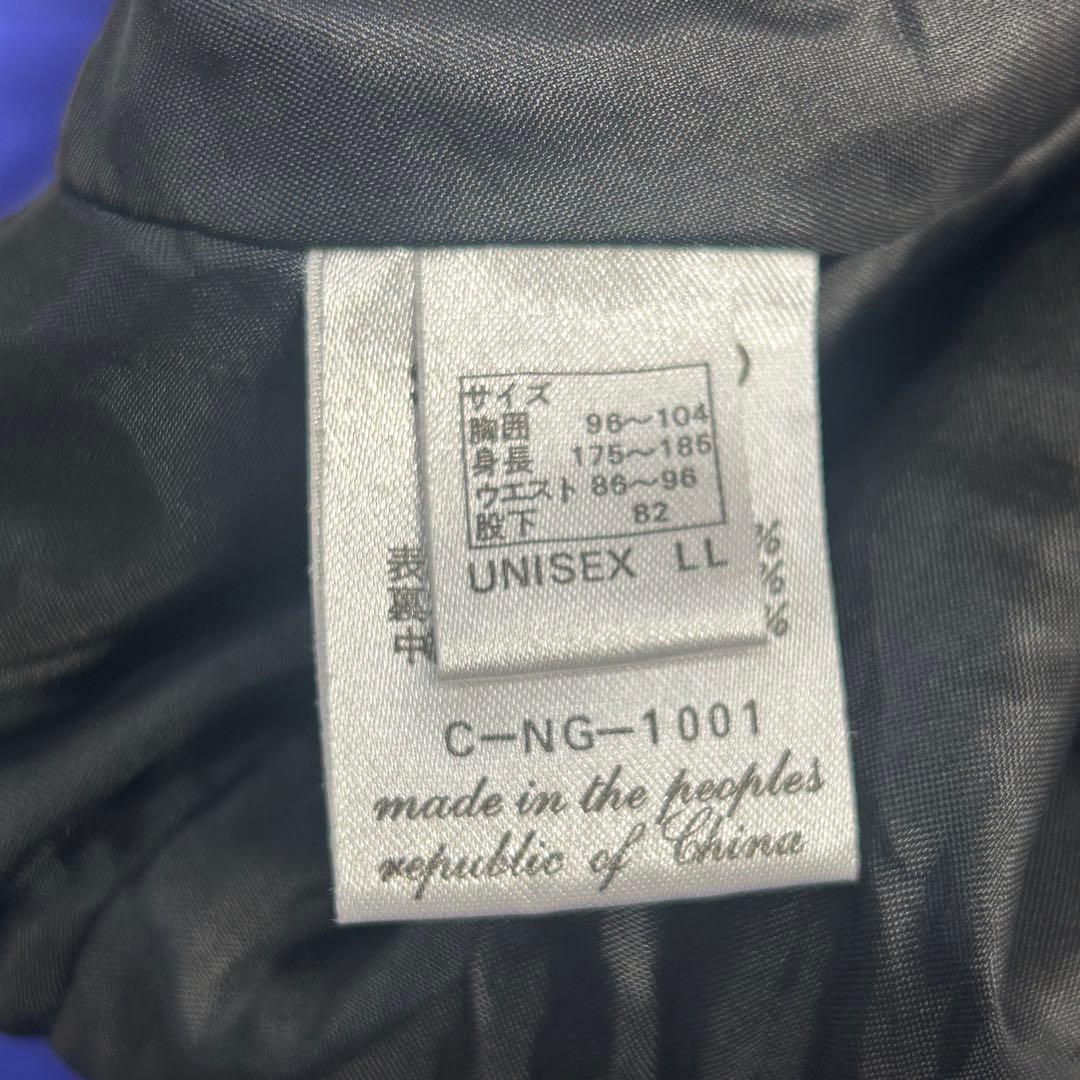 サイズ
胸囲 96〜104
身長 175〜185
ウエスト 86〜96
股下 82
UNISEX LL
)
表 %
裏 %
中 %
C-NG-1001
made in the peoples
republic of China